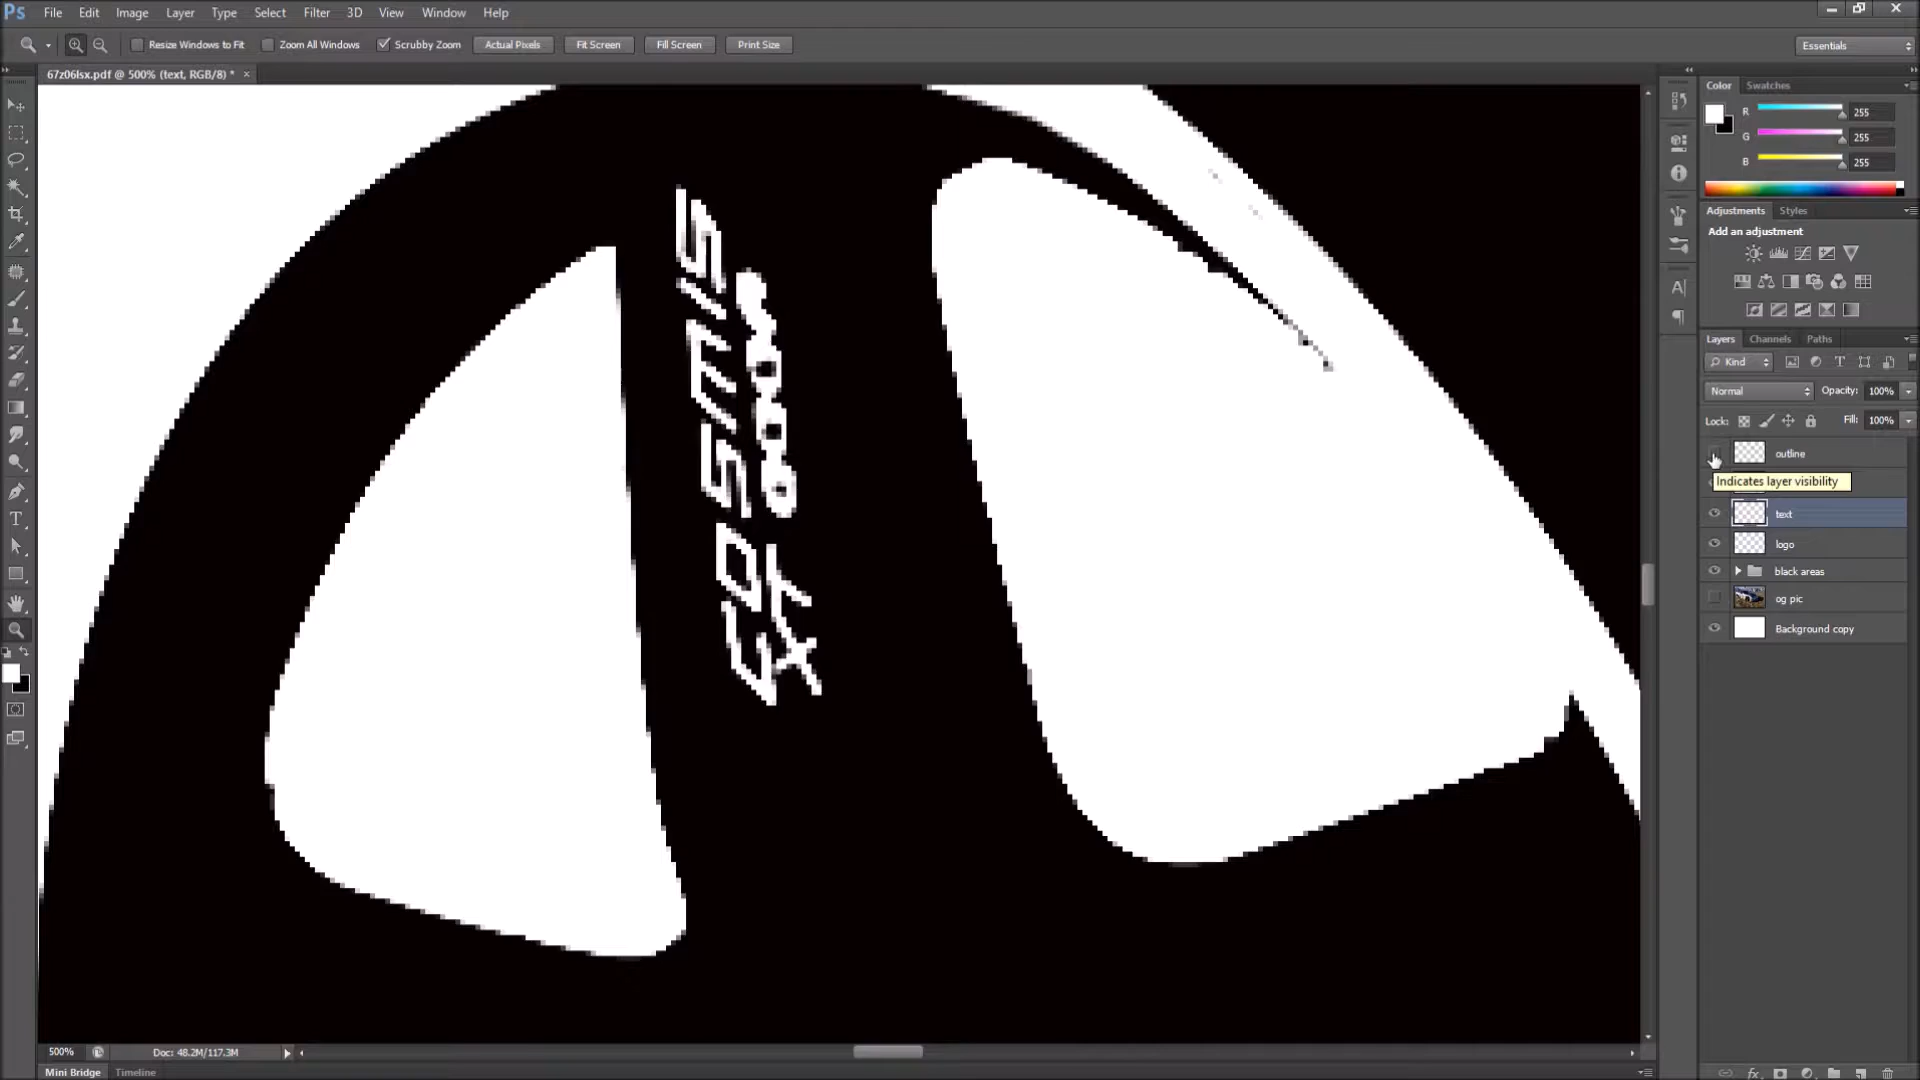 Ps File Edit Image Layer Type Select Filter 3D View Window Help
Resize Windows to Fit Zoom All Windows Scrubby Zoom Actual Pixels Fit Screen Fill Screen Print Size Essentials
67z06lsx.pdf @ 500% (text, RGB/8) * ×
Color Swatches
R 255
G 255
B 255
Adjustments Styles
Add an adjustment
Layers Channels Paths
Kind
Normal Opacity: 100%
Lock: Fill: 100%
outline
Indicates layer visibility
text
logo
black areas
og pic
Background copy
500% Doc: 48.2M/117.3M
Mini Bridge Timeline